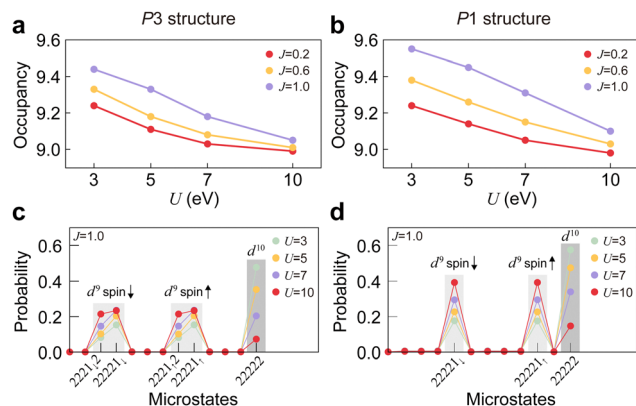 P3 structure
P1 structure
a
b
9.6
9.4
9.2
9.0
Occupancy
J=0.2
J=0.6
J=1.0
3 5 7 10
U (eV)
9.6
9.4
9.2
9.0
Occupancy
J=0.2
J=0.6
J=1.0
3 5 7 10
U (eV)
c
d
J=1.0
d⁹ spin↓
d⁹ spin↑
d¹⁰
U=3
U=5
U=7
U=10
0.6
0.4
0.2
0.0
Probability
2221↓2
22221↓
2221↑2
22221↑
22222
Microstates
J=1.0
d⁹ spin↓
d⁹ spin↑
d¹⁰
U=3
U=5
U=7
U=10
0.6
0.4
0.2
0.0
Probability
22221↓
22221↑
22222
Microstates